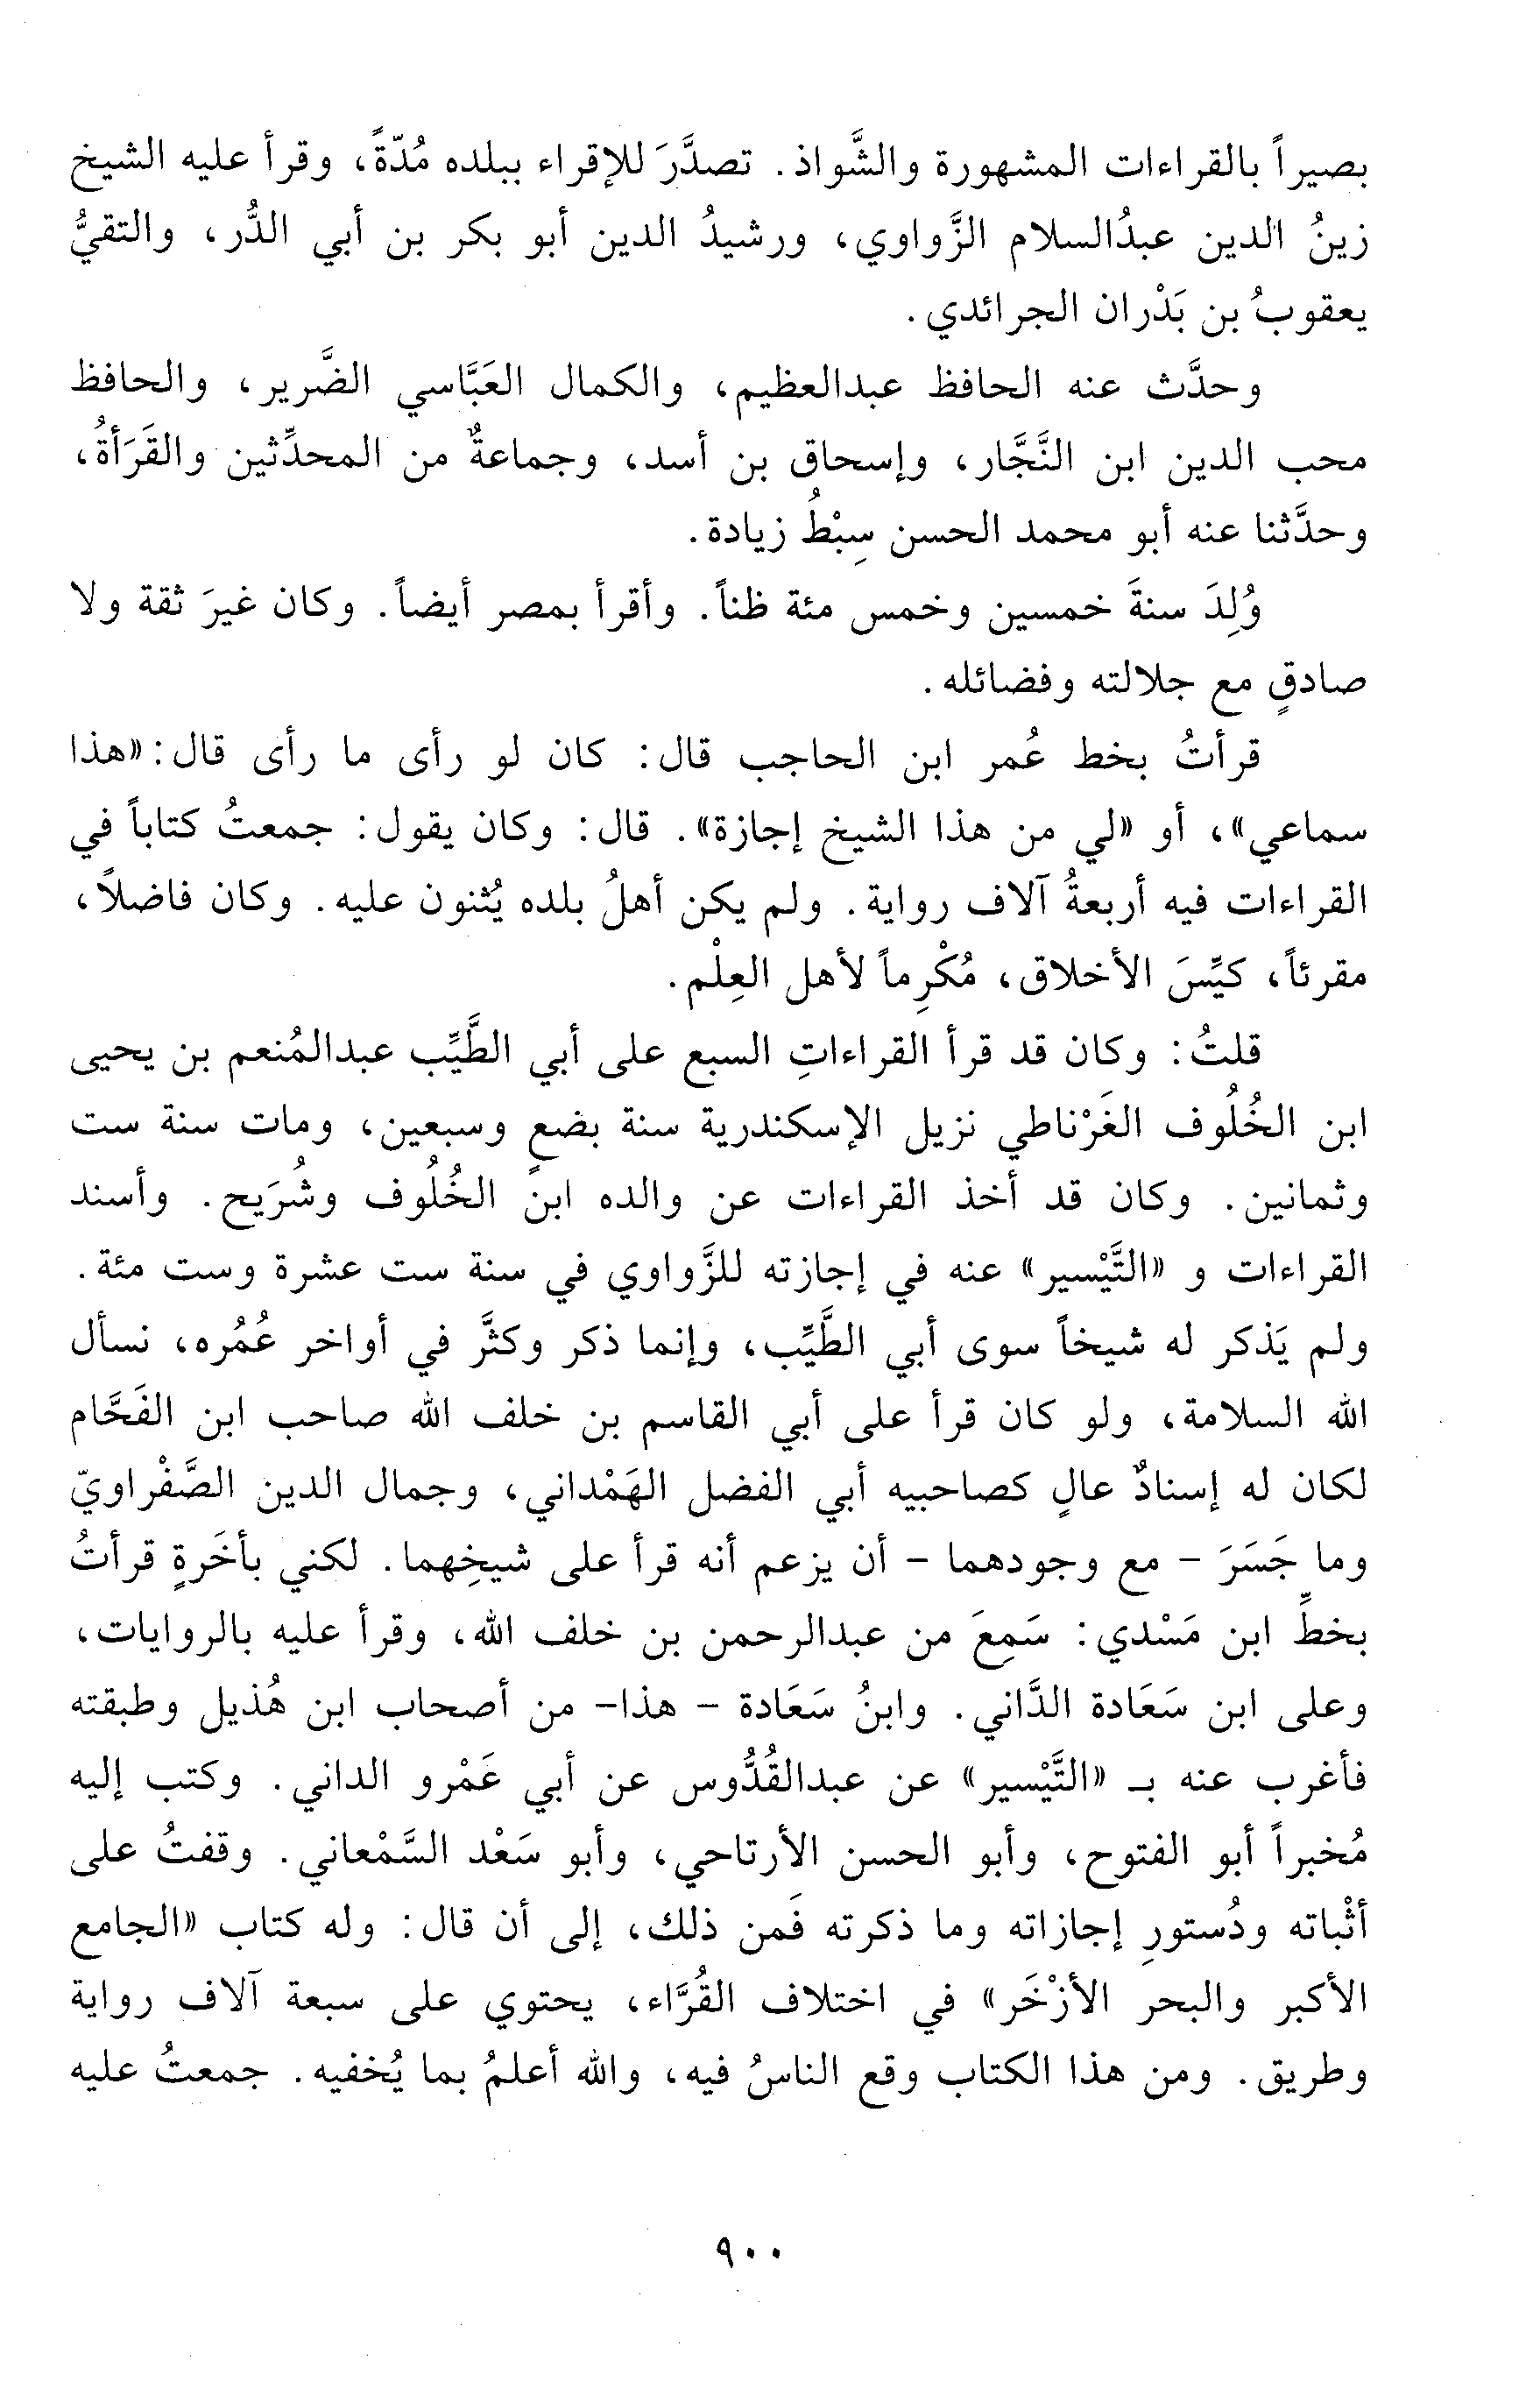 بصيراً بالقراءات المشهورة والشَّواذ. تصدَّرَ للإقراء ببلده مُدّةً، وقرأ عليه الشيخ
زينُ الدين عبدُالسلام الزَّواوي، ورشيدُ الدين أبو بكر بن أبي الدُّر، والتقيُّ
يعقوبُ بن بَدْران الجرائدي.
وحدَّث عنه الحافظ عبدالعظيم، والكمال العَبَّاسي الضَّرير، والحافظ
محب الدين ابن النَّجَّار، وإسحاق بن أسد، وجماعةٌ من المحدِّثين والقَرَأةُ،
وحدَّثنا عنه أبو محمد الحسن سِبْطُ زيادة.
وُلِدَ سنةَ خمسين وخمس مئة ظناً. وأقرأ بمصر أيضاً. وكان غيرَ ثقة ولا
صادقٍ مع جلالته وفضائله.
قرأتُ بخط عُمر ابن الحاجب قال: كان لو رأى ما رأى قال: «هذا
سماعي»، أو «لي من هذا الشيخ إجازة». قال: وكان يقول: جمعتُ كتاباً في
القراءات فيه أربعةُ آلاف رواية. ولم يكن أهلُ بلده يُثنون عليه. وكان فاضلاً،
مقرئاً، كيِّسَ الأخلاق، مُكْرِماً لأهل العِلْم.
قلتُ: وكان قد قرأ القراءاتِ السبع على أبي الطَّيِّب عبدالمُنعم بن يحيى
ابن الخُلُوف الغَرْناطي نزيل الإسكندرية سنة بضعٍ وسبعين، ومات سنة ست
وثمانين. وكان قد أخذ القراءات عن والده ابن الخُلُوف وشُرَيح. وأسند
القراءات و «التَّيْسير» عنه في إجازته للزَّواوي في سنة ست عشرة وست مئة.
ولم يَذكر له شيخاً سوى أبي الطَّيِّب، وإنما ذكر وكثَّر في أواخر عُمُره، نسأل
الله السلامة، ولو كان قرأ على أبي القاسم بن خلف الله صاحب ابن الفَحَّام
لكان له إسنادٌ عالٍ كصاحبيه أبي الفضل الهَمْداني، وجمال الدين الصَّفْراويّ
وما جَسَرَ - مع وجودهما - أن يزعم أنه قرأ على شيخِهما. لكني بأخَرةٍ قرأتُ
بخطِّ ابن مَسْدي: سَمِعَ من عبدالرحمن بن خلف الله، وقرأ عليه بالروايات،
وعلى ابن سَعَادة الدَّاني. وابنُ سَعَادة - هذا- من أصحاب ابن هُذيل وطبقته
فأغرب عنه بـ «التَّيْسير» عن عبدالقُدُّوس عن أبي عَمْرو الداني. وكتب إليه
مُخبراً أبو الفتوح، وأبو الحسن الأرتاحي، وأبو سَعْد السَّمْعاني. وقفتُ على
أثْباته ودُستورِ إجازاته وما ذكرته فَمن ذلك، إلى أن قال: وله كتاب «الجامع
الأكبر والبحر الأزْخَر» في اختلاف القُرَّاء، يحتوي على سبعة آلاف رواية
وطريق. ومن هذا الكتاب وقع الناسُ فيه، والله أعلمُ بما يُخفيه. جمعتُ عليه
٩٠٠